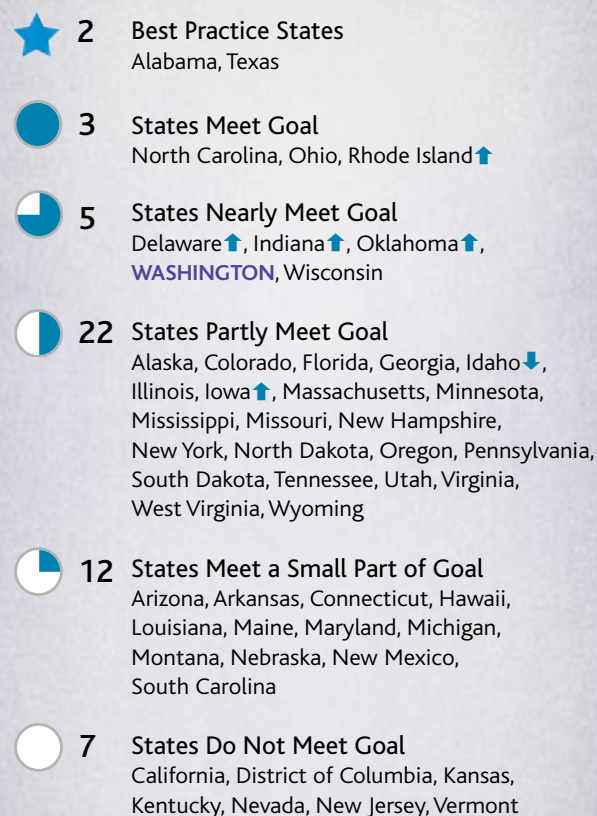 2 Best Practice States
Alabama, Texas
3 States Meet Goal
North Carolina, Ohio, Rhode Island⬆
5 States Nearly Meet Goal
Delaware⬆, Indiana⬆, Oklahoma⬆,
WASHINGTON, Wisconsin
22 States Partly Meet Goal
Alaska, Colorado, Florida, Georgia, Idaho⬇,
Illinois, Iowa⬆, Massachusetts, Minnesota,
Mississippi, Missouri, New Hampshire,
New York, North Dakota, Oregon, Pennsylvania,
South Dakota, Tennessee, Utah, Virginia,
West Virginia, Wyoming
12 States Meet a Small Part of Goal
Arizona, Arkansas, Connecticut, Hawaii,
Louisiana, Maine, Maryland, Michigan,
Montana, Nebraska, New Mexico,
South Carolina
7 States Do Not Meet Goal
California, District of Columbia, Kansas,
Kentucky, Nevada, New Jersey, Vermont